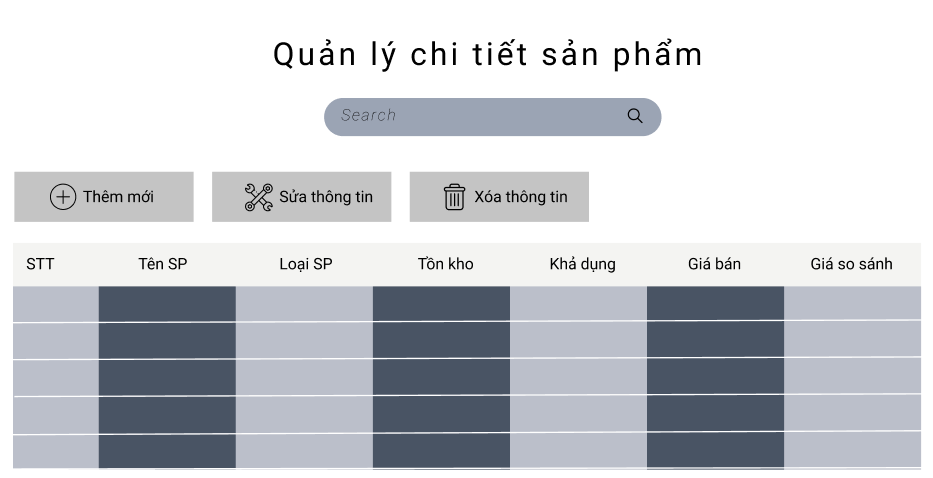 Quản lý chi tiết sản phẩm
Search
Thêm mới Sửa thông tin Xóa thông tin
STT Tên SP Loại SP Tồn kho Khả dụng Giá bán Giá so sánh